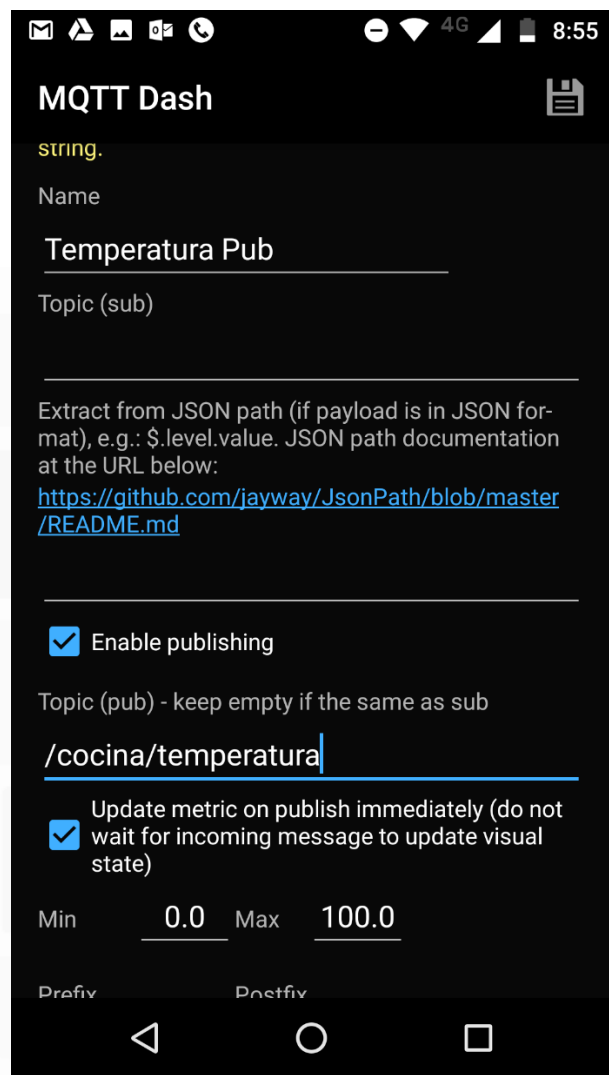 4G 8:55
MQTT Dash
string.
Name
Temperatura Pub
Topic (sub)
Extract from JSON path (if payload is in JSON for-
mat), e.g.: $.level.value. JSON path documentation
at the URL below:
https://github.com/jayway/JsonPath/blob/master
/README.md
Enable publishing
Topic (pub) - keep empty if the same as sub
/cocina/temperatura
Update metric on publish immediately (do not
wait for incoming message to update visual
state)
Min 0.0 Max 100.0
Prefix Postfix